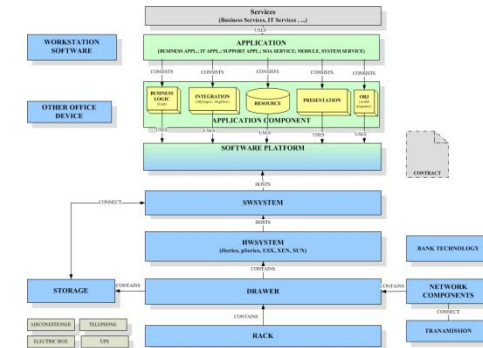 Services
(Business Services, IT Services , ...)
USES
WORKSTATION
SOFTWARE
APPLICATION
(BUSINESS APPL.; IT APPL.; SUPPORT APPL.; SOA SERVICE; MODULE, SYSTEM SERVICE)
CONSISTS
CONSISTS
CONSISTS
CONSISTS
CONSISTS
OTHER OFFICE
DEVICE
BUSINESS
LOGIC
INTEGRATION
RESOURCE
PRESENTATION
OBJ
APPLICATION COMPONENT
USES
USES
USES
USES
USES
SOFTWARE PLATFORM
CONTRACT
HOSTS
SWSYSTEM
CONNECT
HOSTS
HWSYSTEM
(iSeries, pSeries, ESX, XEN, SUN)
BANK TECHNOLOGY
CONTAINS
STORAGE
CONTAINS
DRAWER
CONTAINS
NETWORK
COMPONENTS
CONTAINS
CONNECT
AIRCONDITIONER
TELEPHONE
ELECTRIC BOX
UPS
RACK
TRANAMISSION